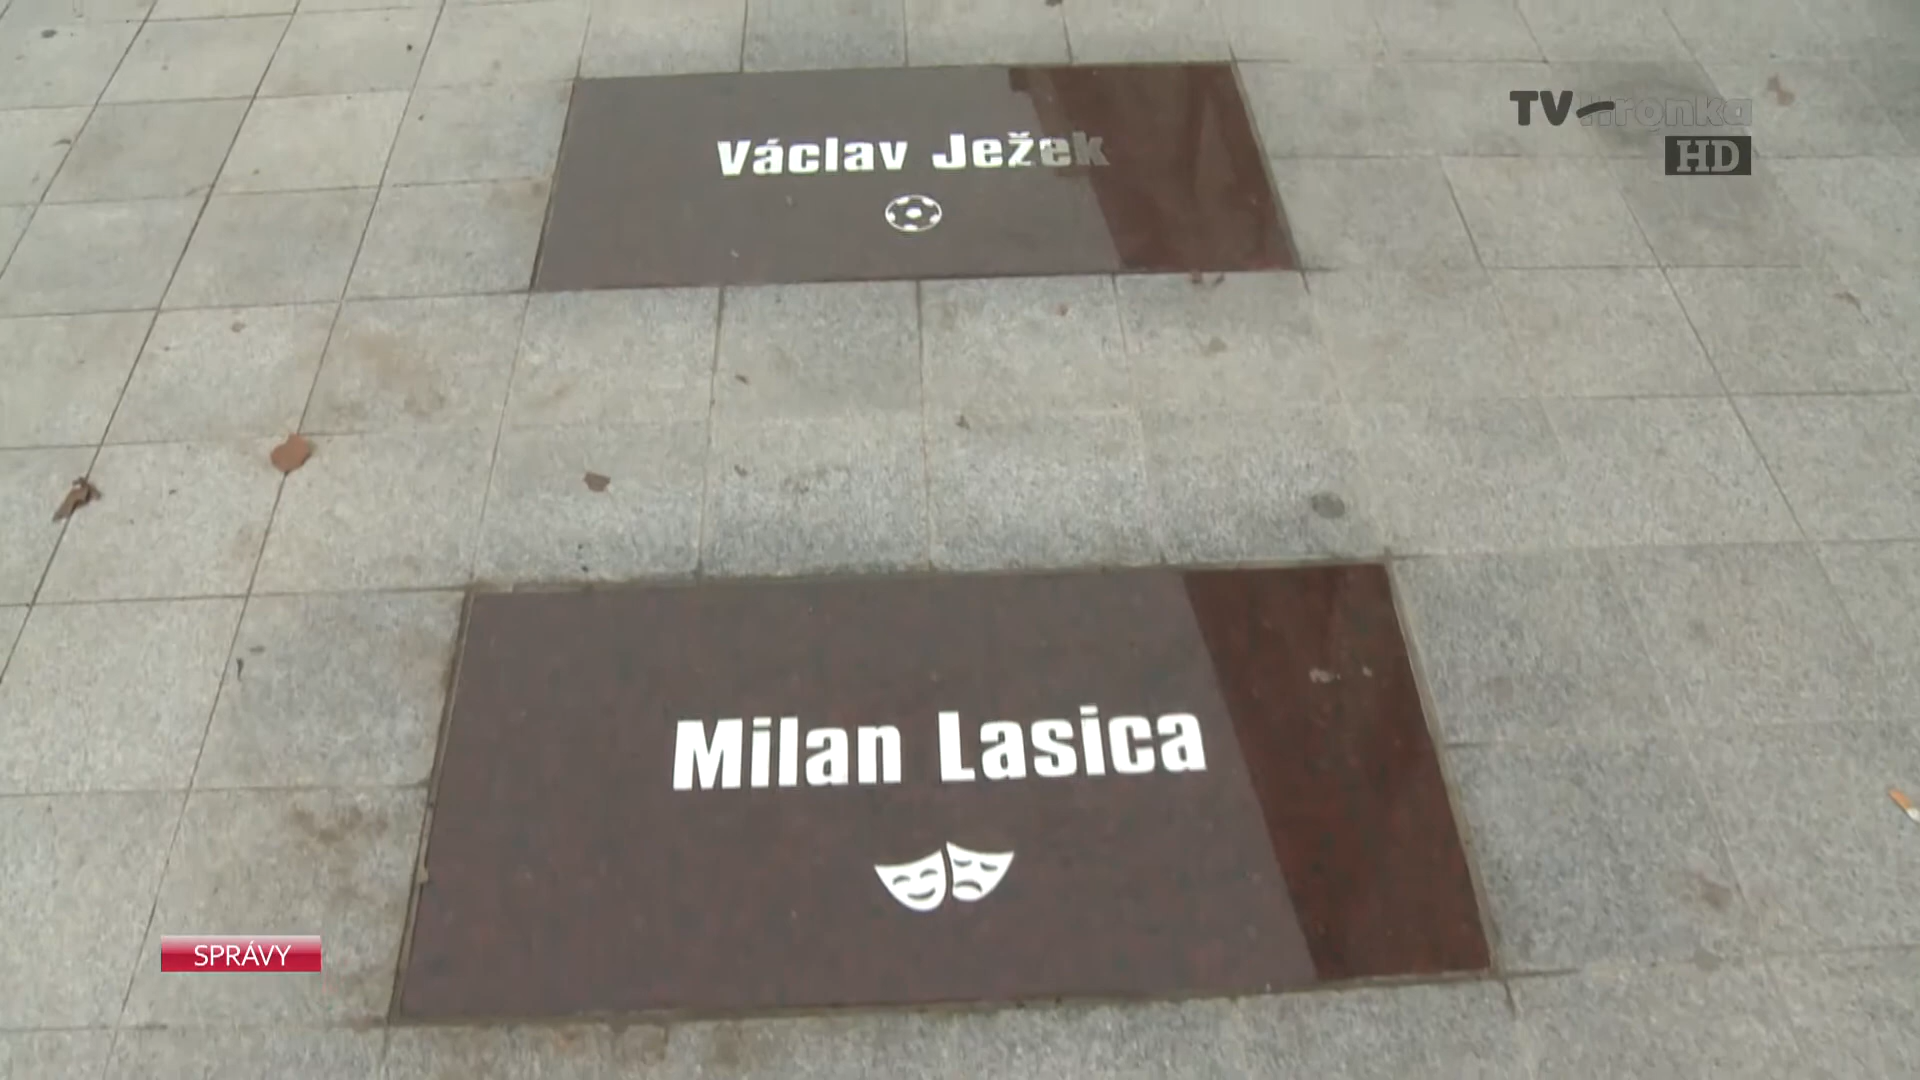 Václav Ježek
TV
HD
Milan Lasica
SPRÁVY